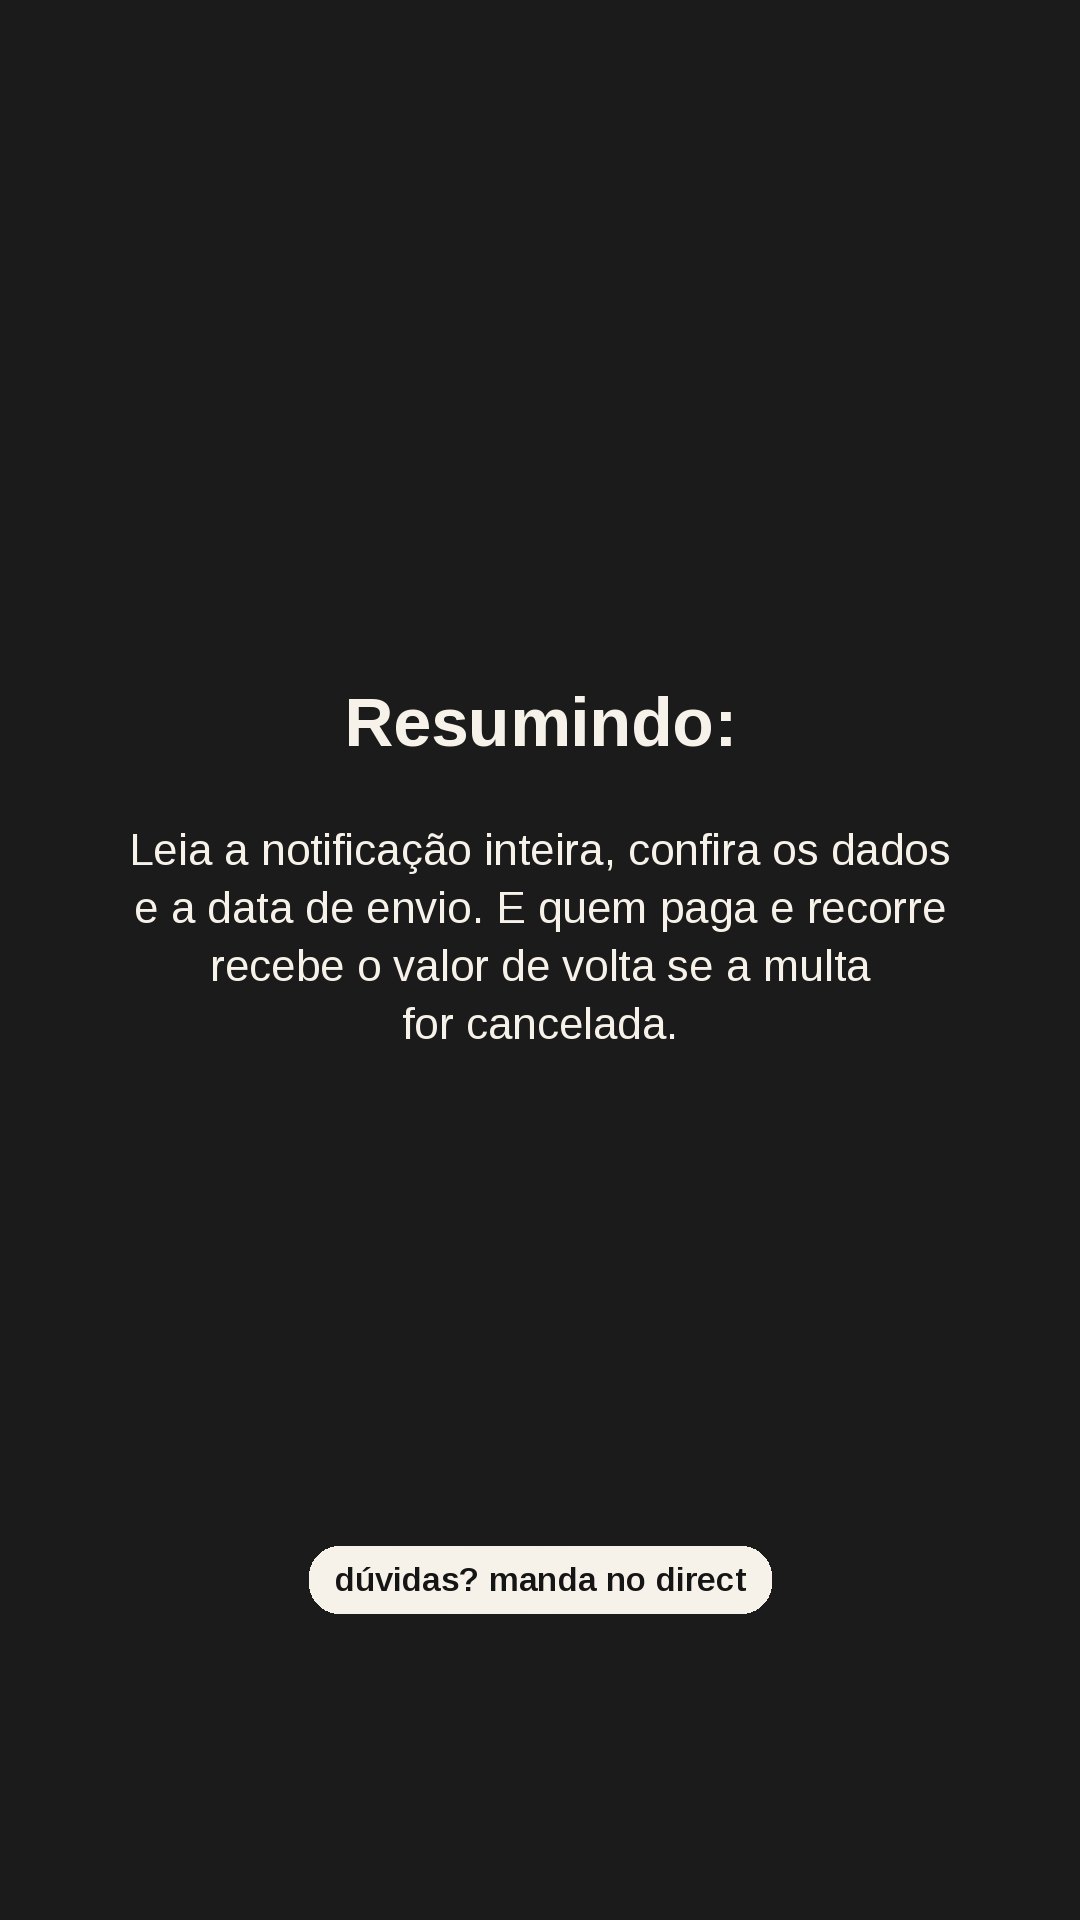 Resumindo:
Leia a notificação inteira, confira os dados
e a data de envio. E quem paga e recorre
recebe o valor de volta se a multa
for cancelada.
dúvidas? manda no direct